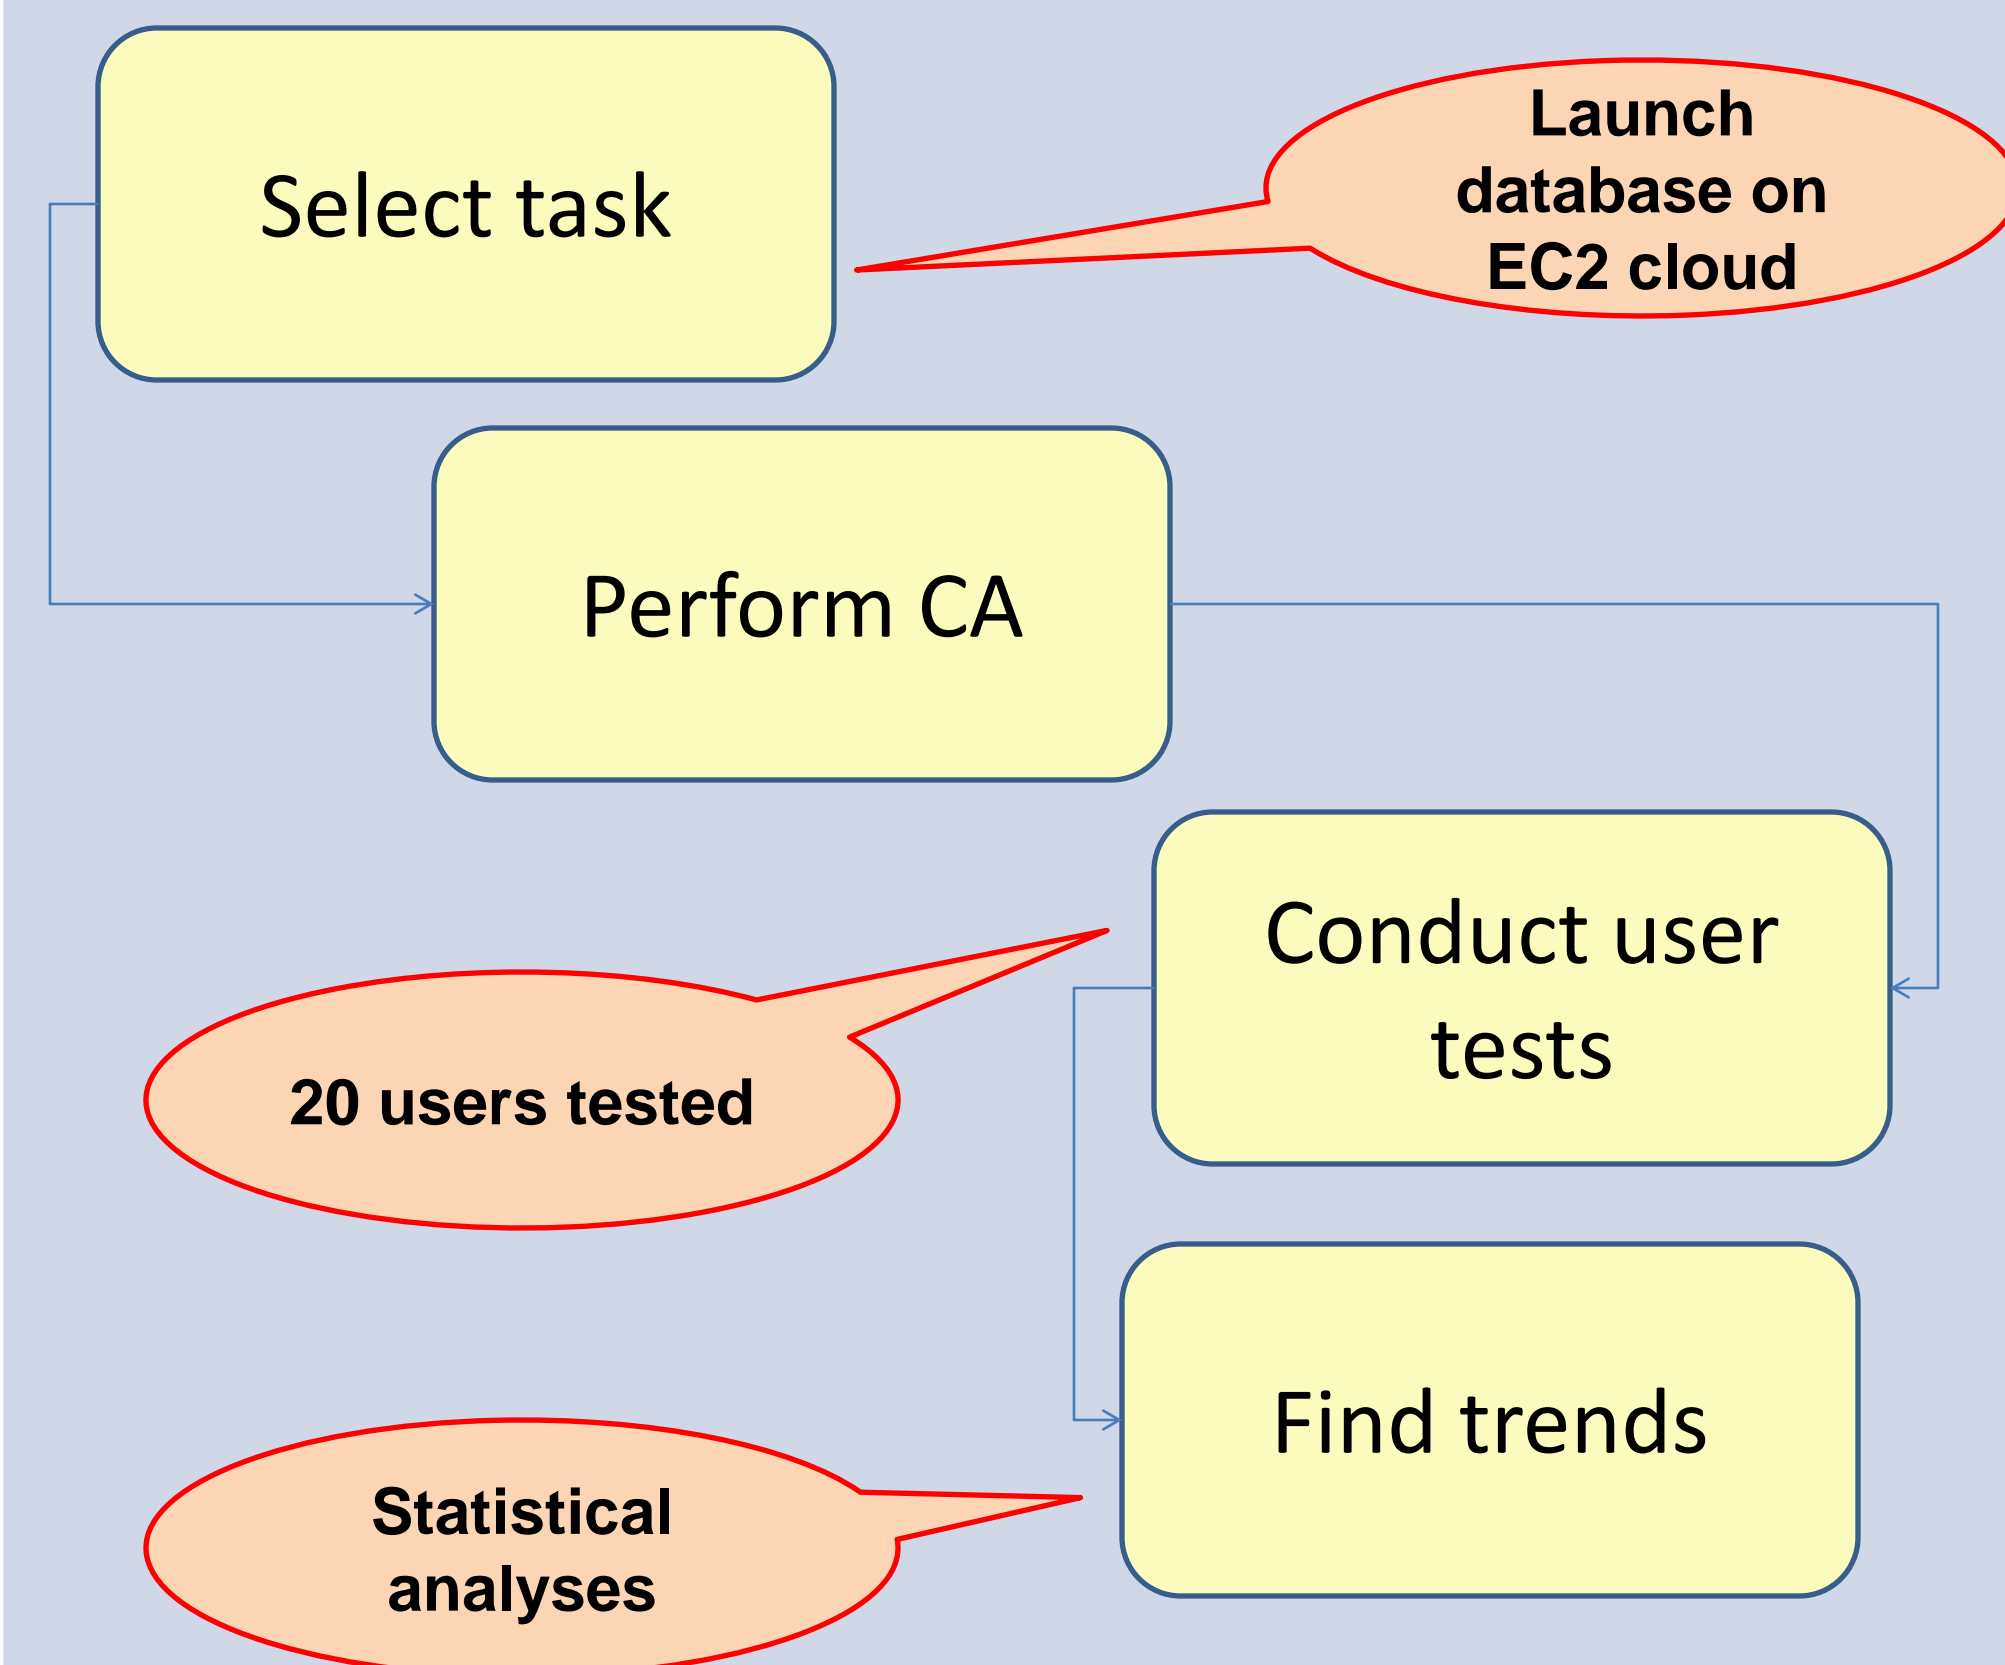 Select task
Launch
database on
EC2 cloud
Perform CA
Conduct user
tests
20 users tested
Find trends
Statistical
analyses